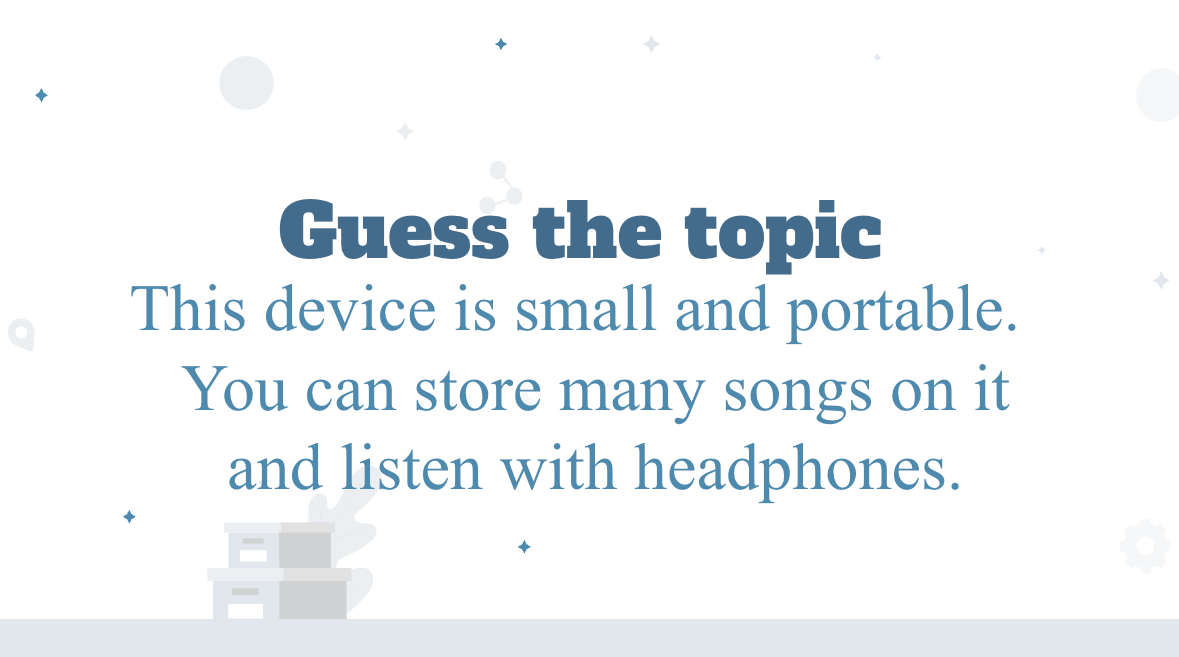 Guess the topic
This device is small and portable.
You can store many songs on it
and listen with headphones.